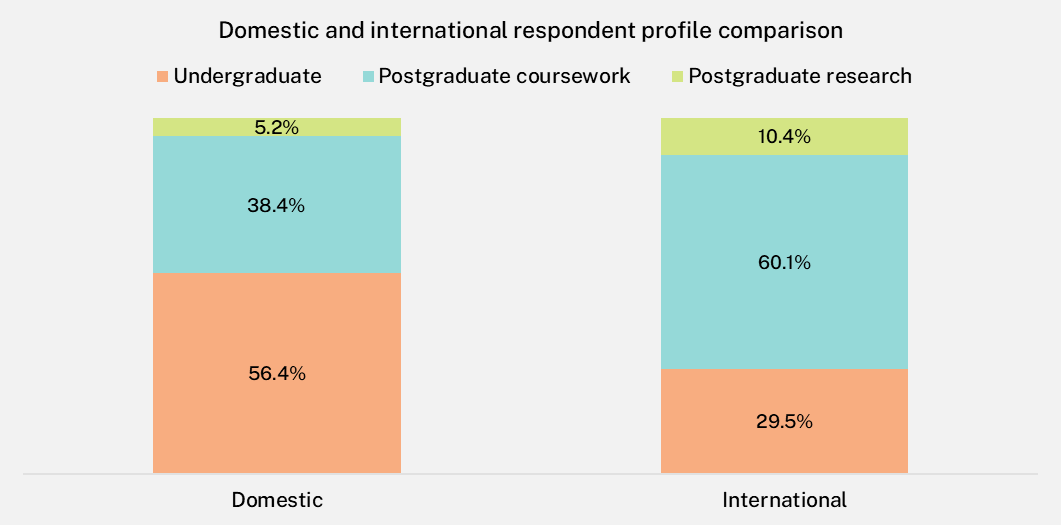 Domestic and international respondent profile comparison
Undergraduate Postgraduate coursework Postgraduate research
5.2% 10.4%
38.4% 60.1%
56.4% 29.5%
Domestic International